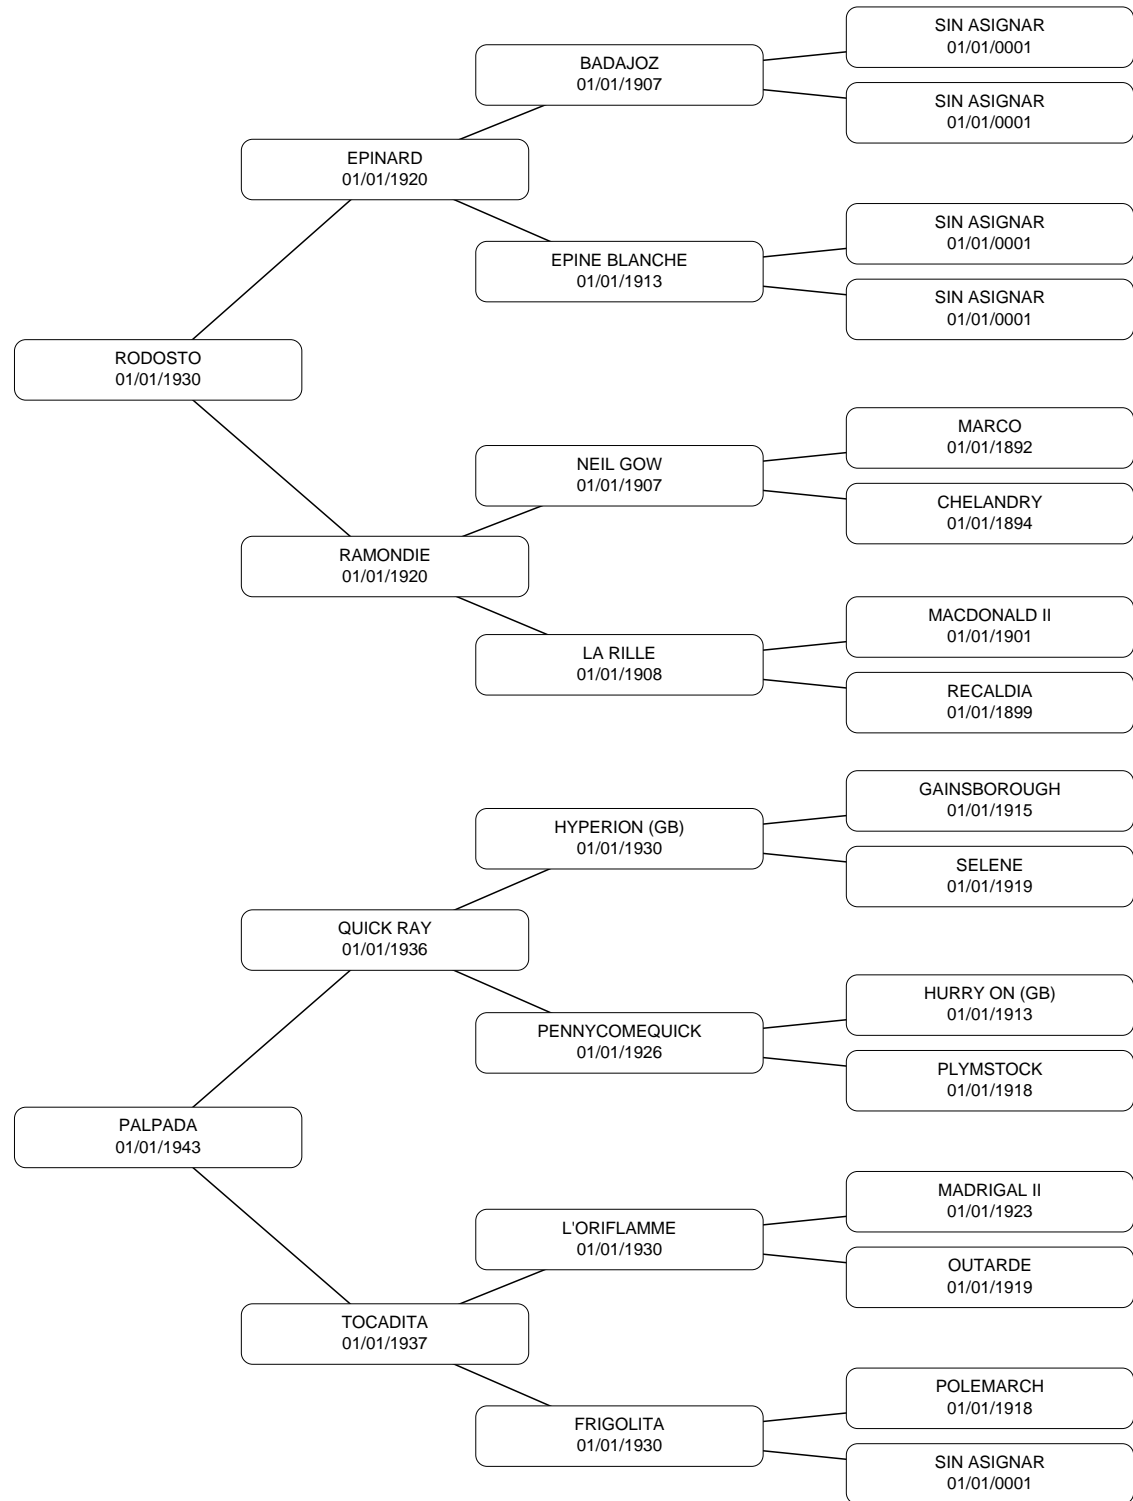 SIN ASIGNAR
01/01/0001
BADAJOZ
01/01/1907
SIN ASIGNAR
01/01/0001
EPINARD
01/01/1920
SIN ASIGNAR
01/01/0001
EPINE BLANCHE
01/01/1913
SIN ASIGNAR
01/01/0001
RODOSTO
01/01/1930
MARCO
01/01/1892
NEIL GOW
01/01/1907
CHELANDRY
01/01/1894
RAMONDIE
01/01/1920
MACDONALD II
01/01/1901
LA RILLE
01/01/1908
RECALDIA
01/01/1899
GAINSBOROUGH
01/01/1915
HYPERION (GB)
01/01/1930
SELENE
01/01/1919
QUICK RAY
01/01/1936
HURRY ON (GB)
01/01/1913
PENNYCOMEQUICK
01/01/1926
PLYMSTOCK
01/01/1918
PALPADA
01/01/1943
MADRIGAL II
01/01/1923
L'ORIFLAMME
01/01/1930
OUTARDE
01/01/1919
TOCADITA
01/01/1937
POLEMARCH
01/01/1918
FRIGOLITA
01/01/1930
SIN ASIGNAR
01/01/0001